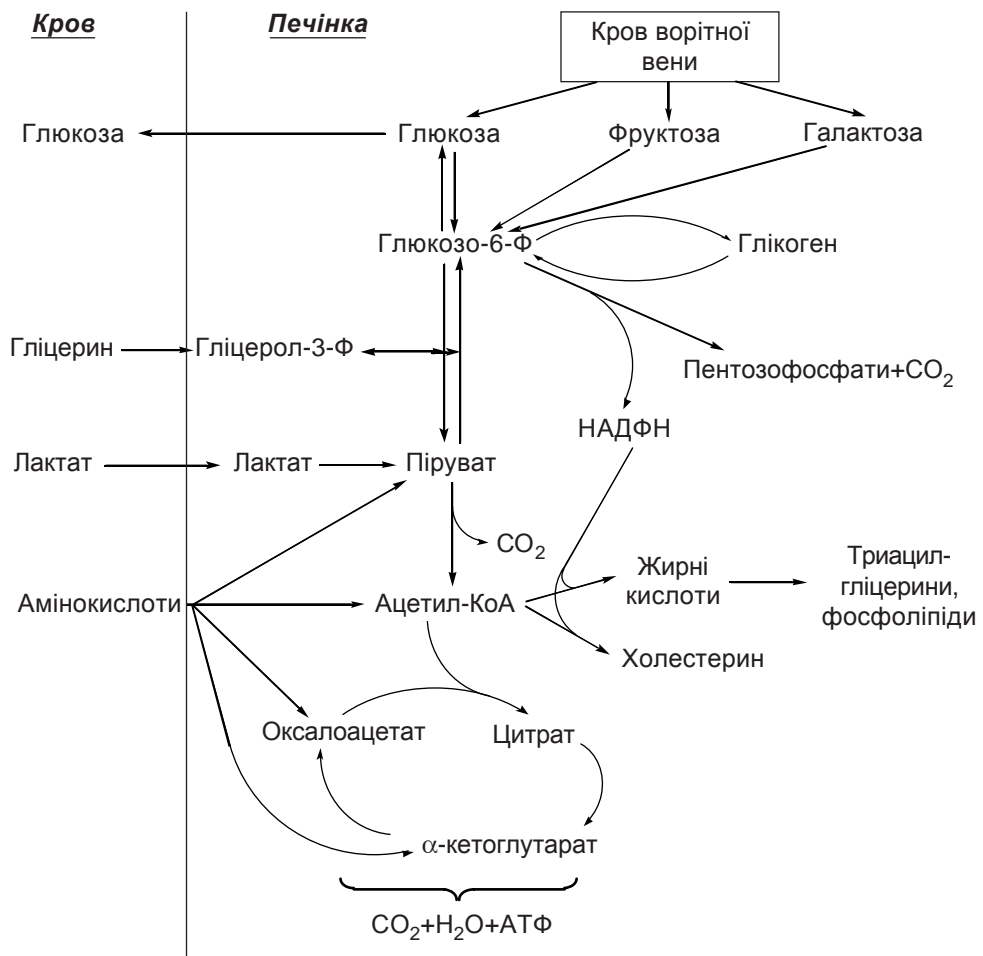 Кров
Печінка
Кров ворітної
вени
Глюкоза
Глюкоза
Фруктоза
Галактоза
Глюкозо-6-Ф
Глікоген
Гліцерин
Гліцерол-3-Ф
Пентозофосфати+CO₂
НАДФН
Лактат
Лактат
Піруват
CO₂
Жирні
кислоти
Триацил-
гліцерини,
фосфоліпіди
Амінокислоти
Ацетил-КоА
Холестерин
Оксалоацетат
Цитрат
α-кетоглутарат
CO₂+H₂O+АТФ